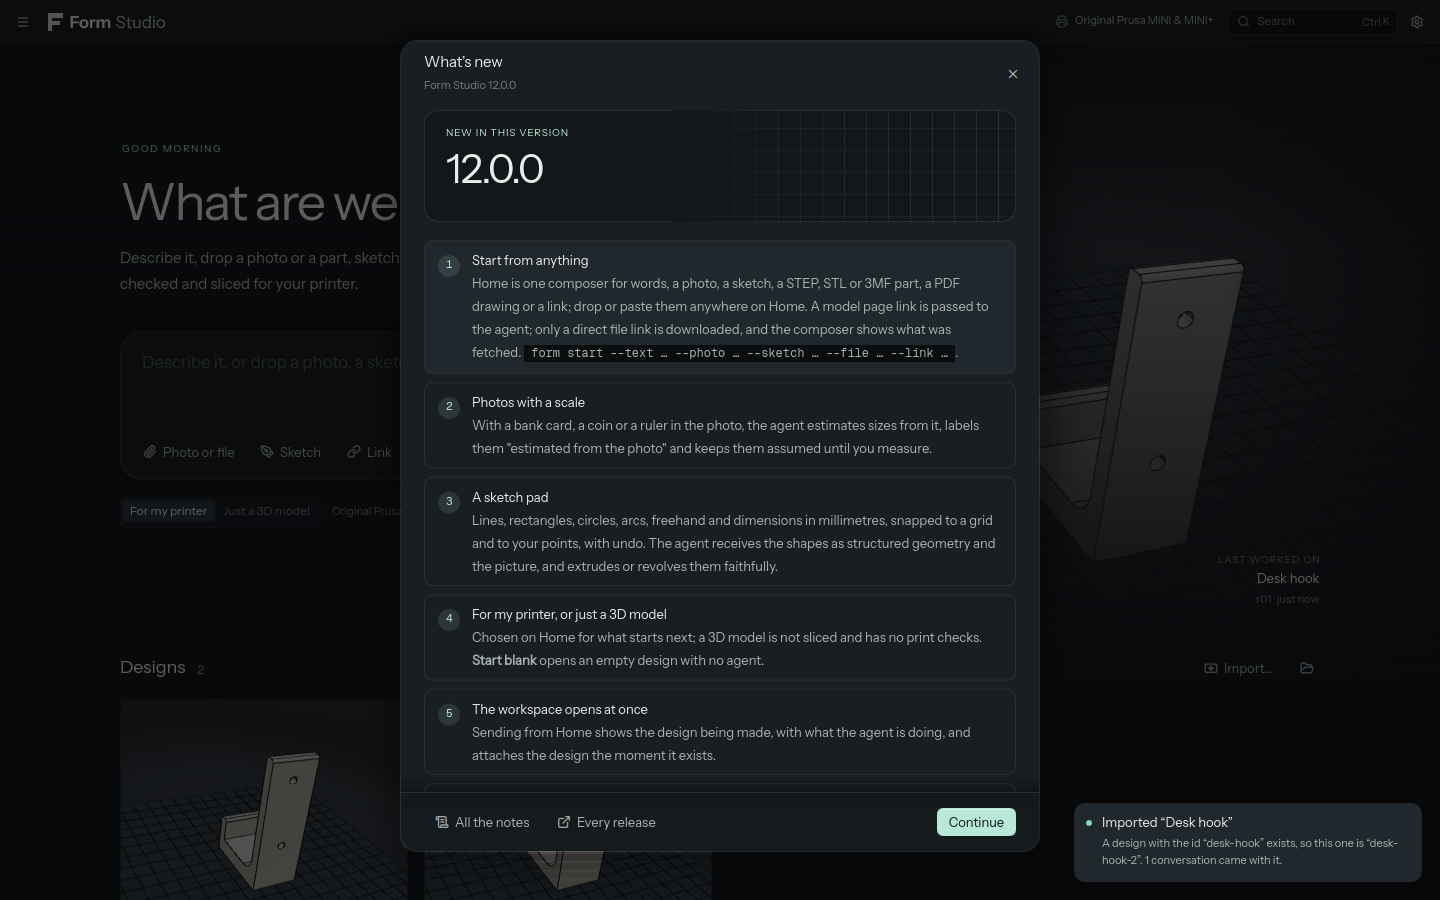 Form Studio
Original Prusa MINI & MINI+
Search
Ctrl K
What's new
Form Studio 12.0.0
NEW IN THIS VERSION
12.0.0
GOOD MORNING
What are we
Describe it, drop a photo or a part, sketch
checked and sliced for your printer.
Describe it, or drop a photo, a sket
Photo or file
Sketch
Link
For my printer
Just a 3D model
Original Prusa
1
Start from anything
Home is one composer for words, a photo, a sketch, a STEP, STL or 3MF part, a PDF
drawing or a link; drop or paste them anywhere on Home. A model page link is passed to
the agent; only a direct file link is downloaded, and the composer shows what was
fetched. form start --text … --photo … --sketch … --file … --link … .
2
Photos with a scale
With a bank card, a coin or a ruler in the photo, the agent estimates sizes from it, labels
them "estimated from the photo" and keeps them assumed until you measure.
3
A sketch pad
Lines, rectangles, circles, arcs, freehand and dimensions in millimetres, snapped to a grid
and to your points, with undo. The agent receives the shapes as structured geometry and
the picture, and extrudes or revolves them faithfully.
4
For my printer, or just a 3D model
Chosen on Home for what starts next; a 3D model is not sliced and has no print checks.
Start blank opens an empty design with no agent.
5
The workspace opens at once
Sending from Home shows the design being made, with what the agent is doing, and
attaches the design the moment it exists.
All the notes
Every release
Continue
LAST WORKED ON
Desk hook
r01 · just now
Designs 2
Import...
Imported “Desk hook”
A design with the id “desk-hook” exists, so this one is “desk-
hook-2”. 1 conversation came with it.